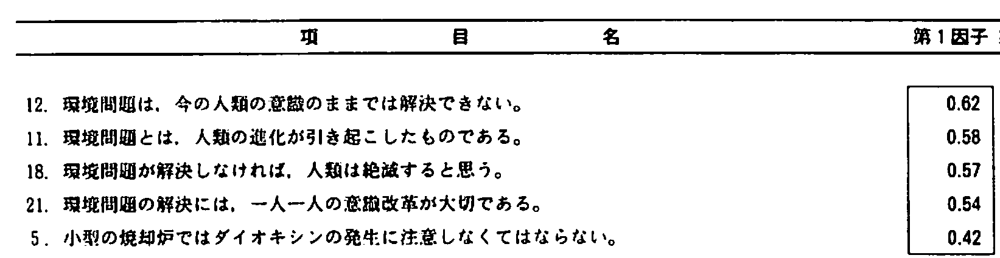 項 目 名 第1因子
12. 環境問題は，今の人類の意識のままでは解決できない。 0.62
11. 環境問題とは，人類の進化が引き起こしたものである。 0.58
18. 環境問題が解決しなければ，人類は絶滅すると思う。 0.57
21. 環境問題の解決には，一人一人の意識改革が大切である。 0.54
5. 小型の焼却炉ではダイオキシンの発生に注意しなくてはならない。 0.42